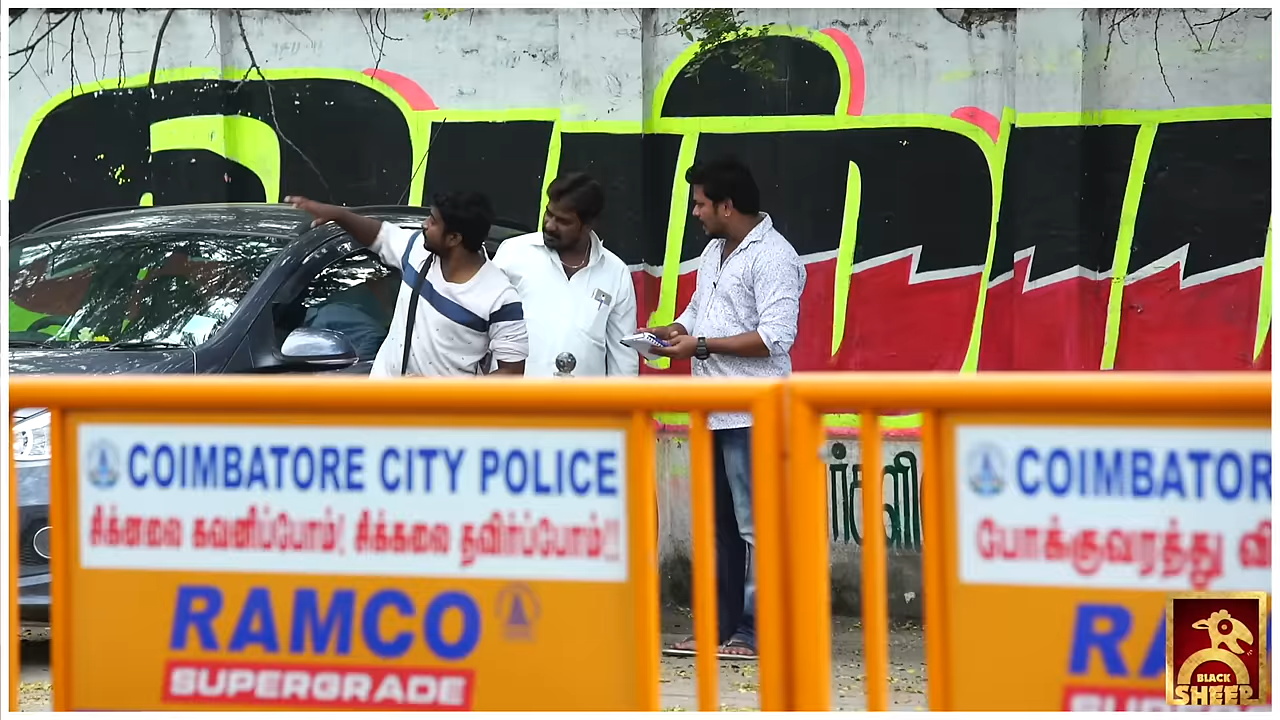 COIMBATORE CITY POLICE
சிக்னலை கவனிப்போம்! சிக்கலை தவிர்ப்போம்!!
RAMCO
SUPERGRADE
COIMBATOR
போக்குவரத்து வி
RA
BLACK
SHEEP